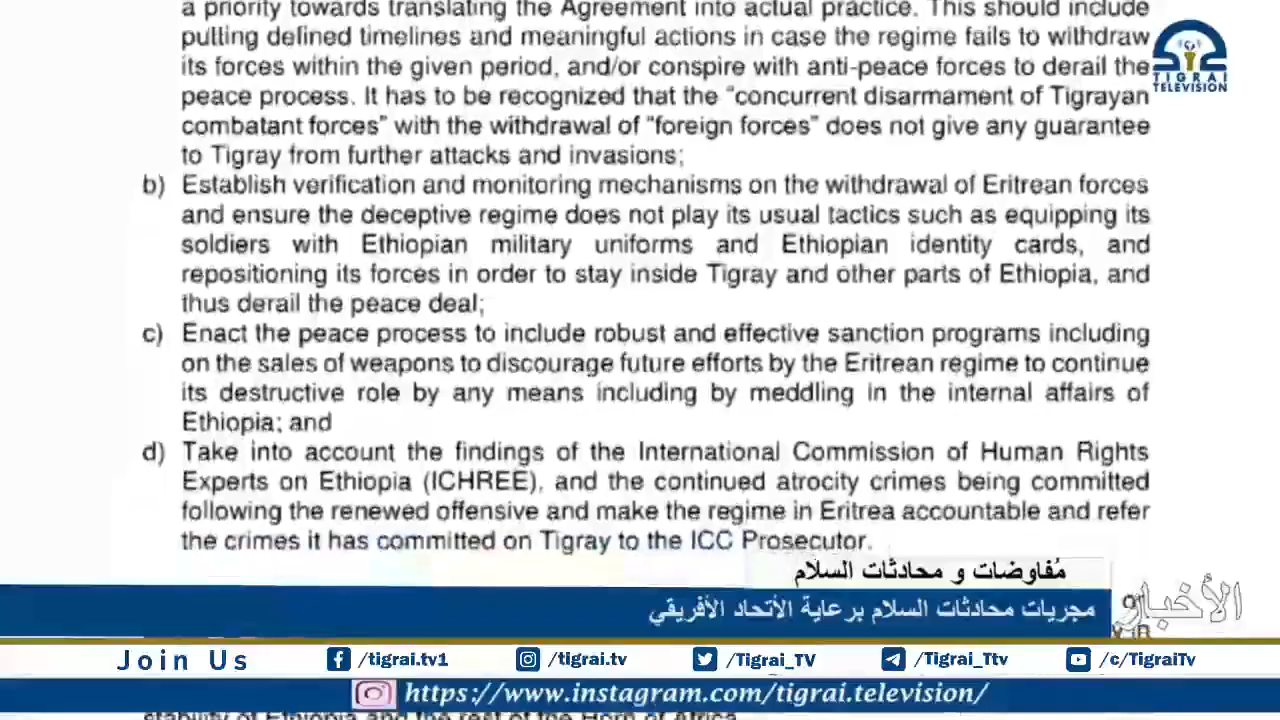 a priority towards translating the Agreement into actual practice. This should include
pulling defined timelines and meaningful actions in case the regime fails to withdraw
its forces within the given period, and/or conspire with anti-peace forces to derail the
peace process. It has to be recognized that the “concurrent disarmament of Tigrayan
combatant forces” with the withdrawal of “foreign forces” does not give any guarantee
to Tigray from further attacks and invasions;
b) Establish verification and monitoring mechanisms on the withdrawal of Eritrean forces
and ensure the deceptive regime does not play its usual tactics such as equipping its
soldiers with Ethiopian military uniforms and Ethiopian identity cards, and
repositioning its forces in order to stay inside Tigray and other parts of Ethiopia, and
thus derail the peace deal;
c) Enact the peace process to include robust and effective sanction programs including
on the sales of weapons to discourage future efforts by the Eritrean regime to continue
its destructive role by any means including by meddling in the internal affairs of
Ethiopia; and
d) Take into account the findings of the International Commission of Human Rights
Experts on Ethiopia (ICHREE), and the continued atrocity crimes being committed
following the renewed offensive and make the regime in Eritrea accountable and refer
the crimes it has committed on Tigray to the ICC Prosecutor.
TIGRAI
TELEVISION
مُفاوضات و محادثات السلام
مجريات محادثات السلام برعاية الأتحاد الأفريقي
الأخبار
Join Us
/tigrai.tv1
/tigrai.tv
/Tigrai_TV
/Tigrai_Ttv
/c/TigraiTv
https://www.instagram.com/tigrai.television/
stability of Ethiopia and the rest of the Horn of Africa.